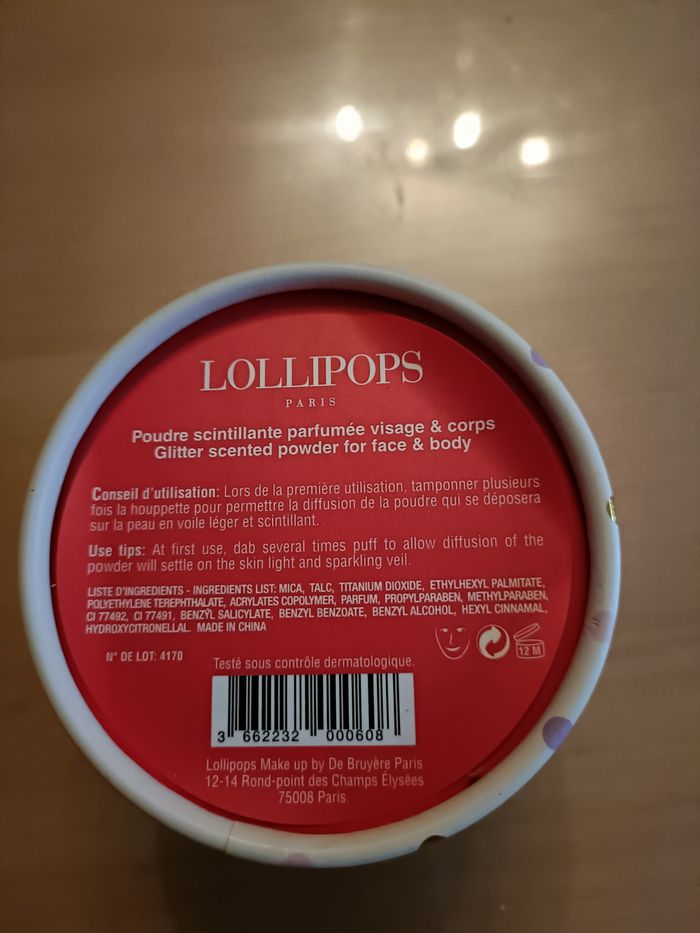 LOLLIPOPS
PARIS
Poudre scintillante parfumée visage & corps
Glitter scented powder for face & body
Conseil d'utilisation: Lors de la première utilisation, tamponner plusieurs
fois la houppette pour permettre la diffusion de la poudre qui se déposera
sur la peau en voile léger et scintillant.
Use tips: At first use, dab several times puff to allow diffusion of the
powder will settle on the skin light and sparkling veil.
LISTE D'INGREDIENTS - INGREDIENTS LIST: MICA, TALC, TITANIUM DIOXIDE, ETHYLHEXYL PALMITATE,
POLYETHYLENE TEREPHTHALATE, ACRYLATES COPOLYMER, PARFUM, PROPYLPARABEN, METHYLPARABEN,
CI 77492, CI 77491, BENZYL SALICYLATE, BENZYL BENZOATE, BENZYL ALCOHOL, HEXYL CINNAMAL,
HYDROXYCITRONELLAL. MADE IN CHINA
12 M
N° DE LOT: 4170
Testé sous contrôle dermatologique.
3 662232 000608
Lollipops Make up by De Bruyère Paris
12-14 Rond-point des Champs Élysées
75008 Paris.